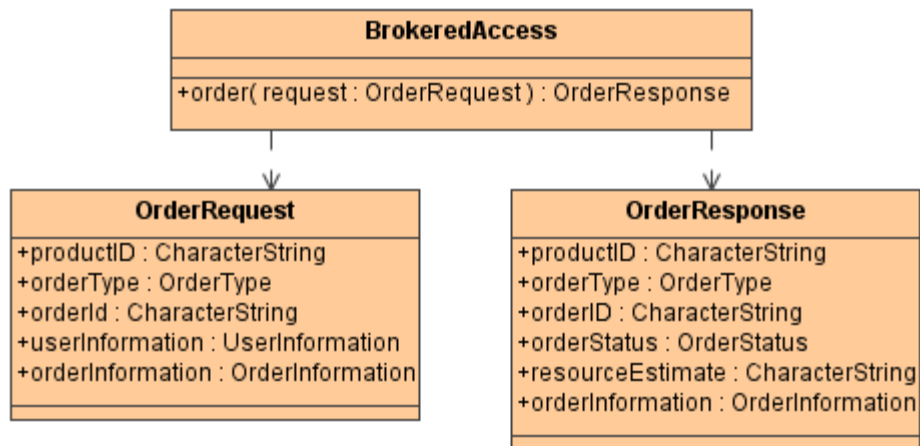 BrokeredAccess
+order( request : OrderRequest ) : OrderResponse
OrderRequest
+productID : CharacterString
+orderType : OrderType
+orderId : CharacterString
+userInformation : UserInformation
+orderInformation : OrderInformation
OrderResponse
+productID : CharacterString
+orderType : OrderType
+orderID : CharacterString
+orderStatus : OrderStatus
+resourceEstimate : CharacterString
+orderInformation : OrderInformation